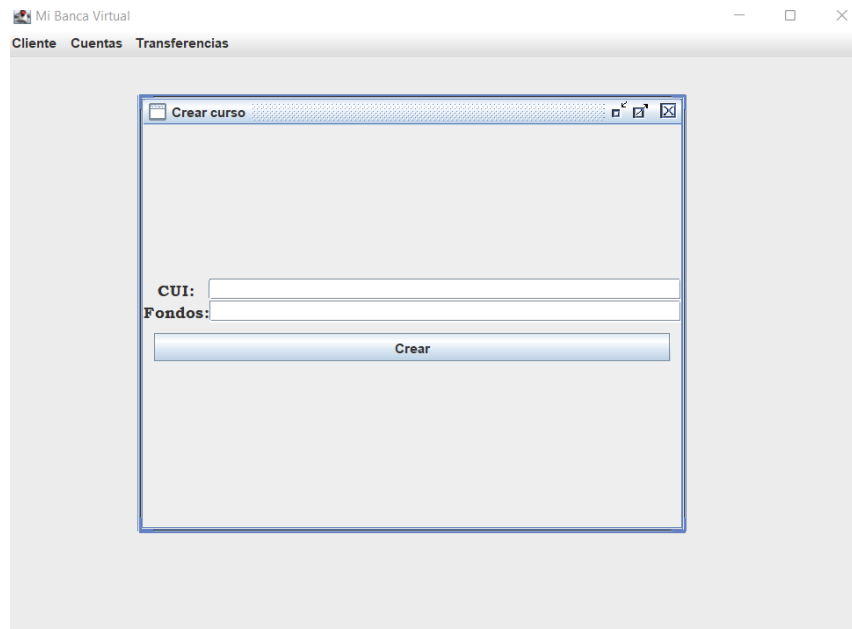 Mi Banca Virtual
Cliente Cuentas Transferencias
Crear curso
CUI:
Fondos:
Crear